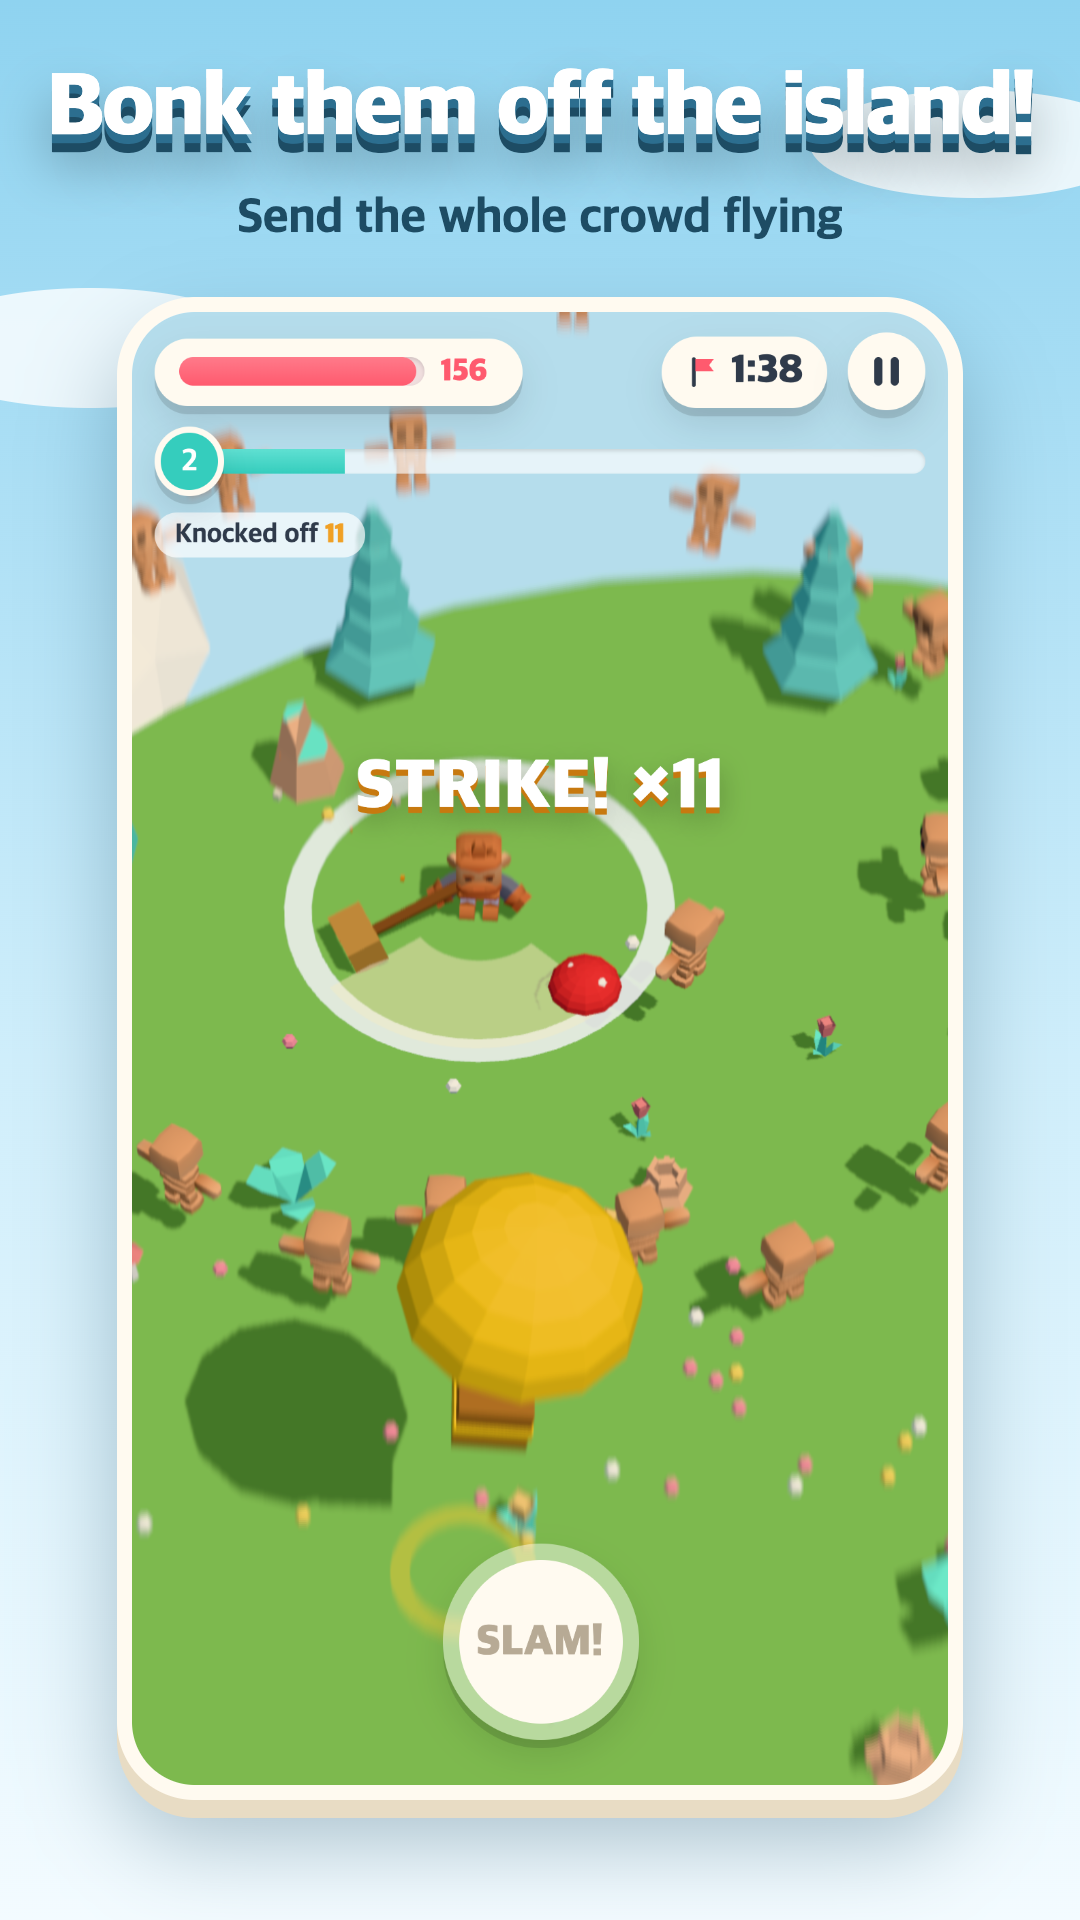 Bonk them off the island!
Send the whole crowd flying
156
1:38
2
Knocked off 11
STRIKE! ×11
SLAM!